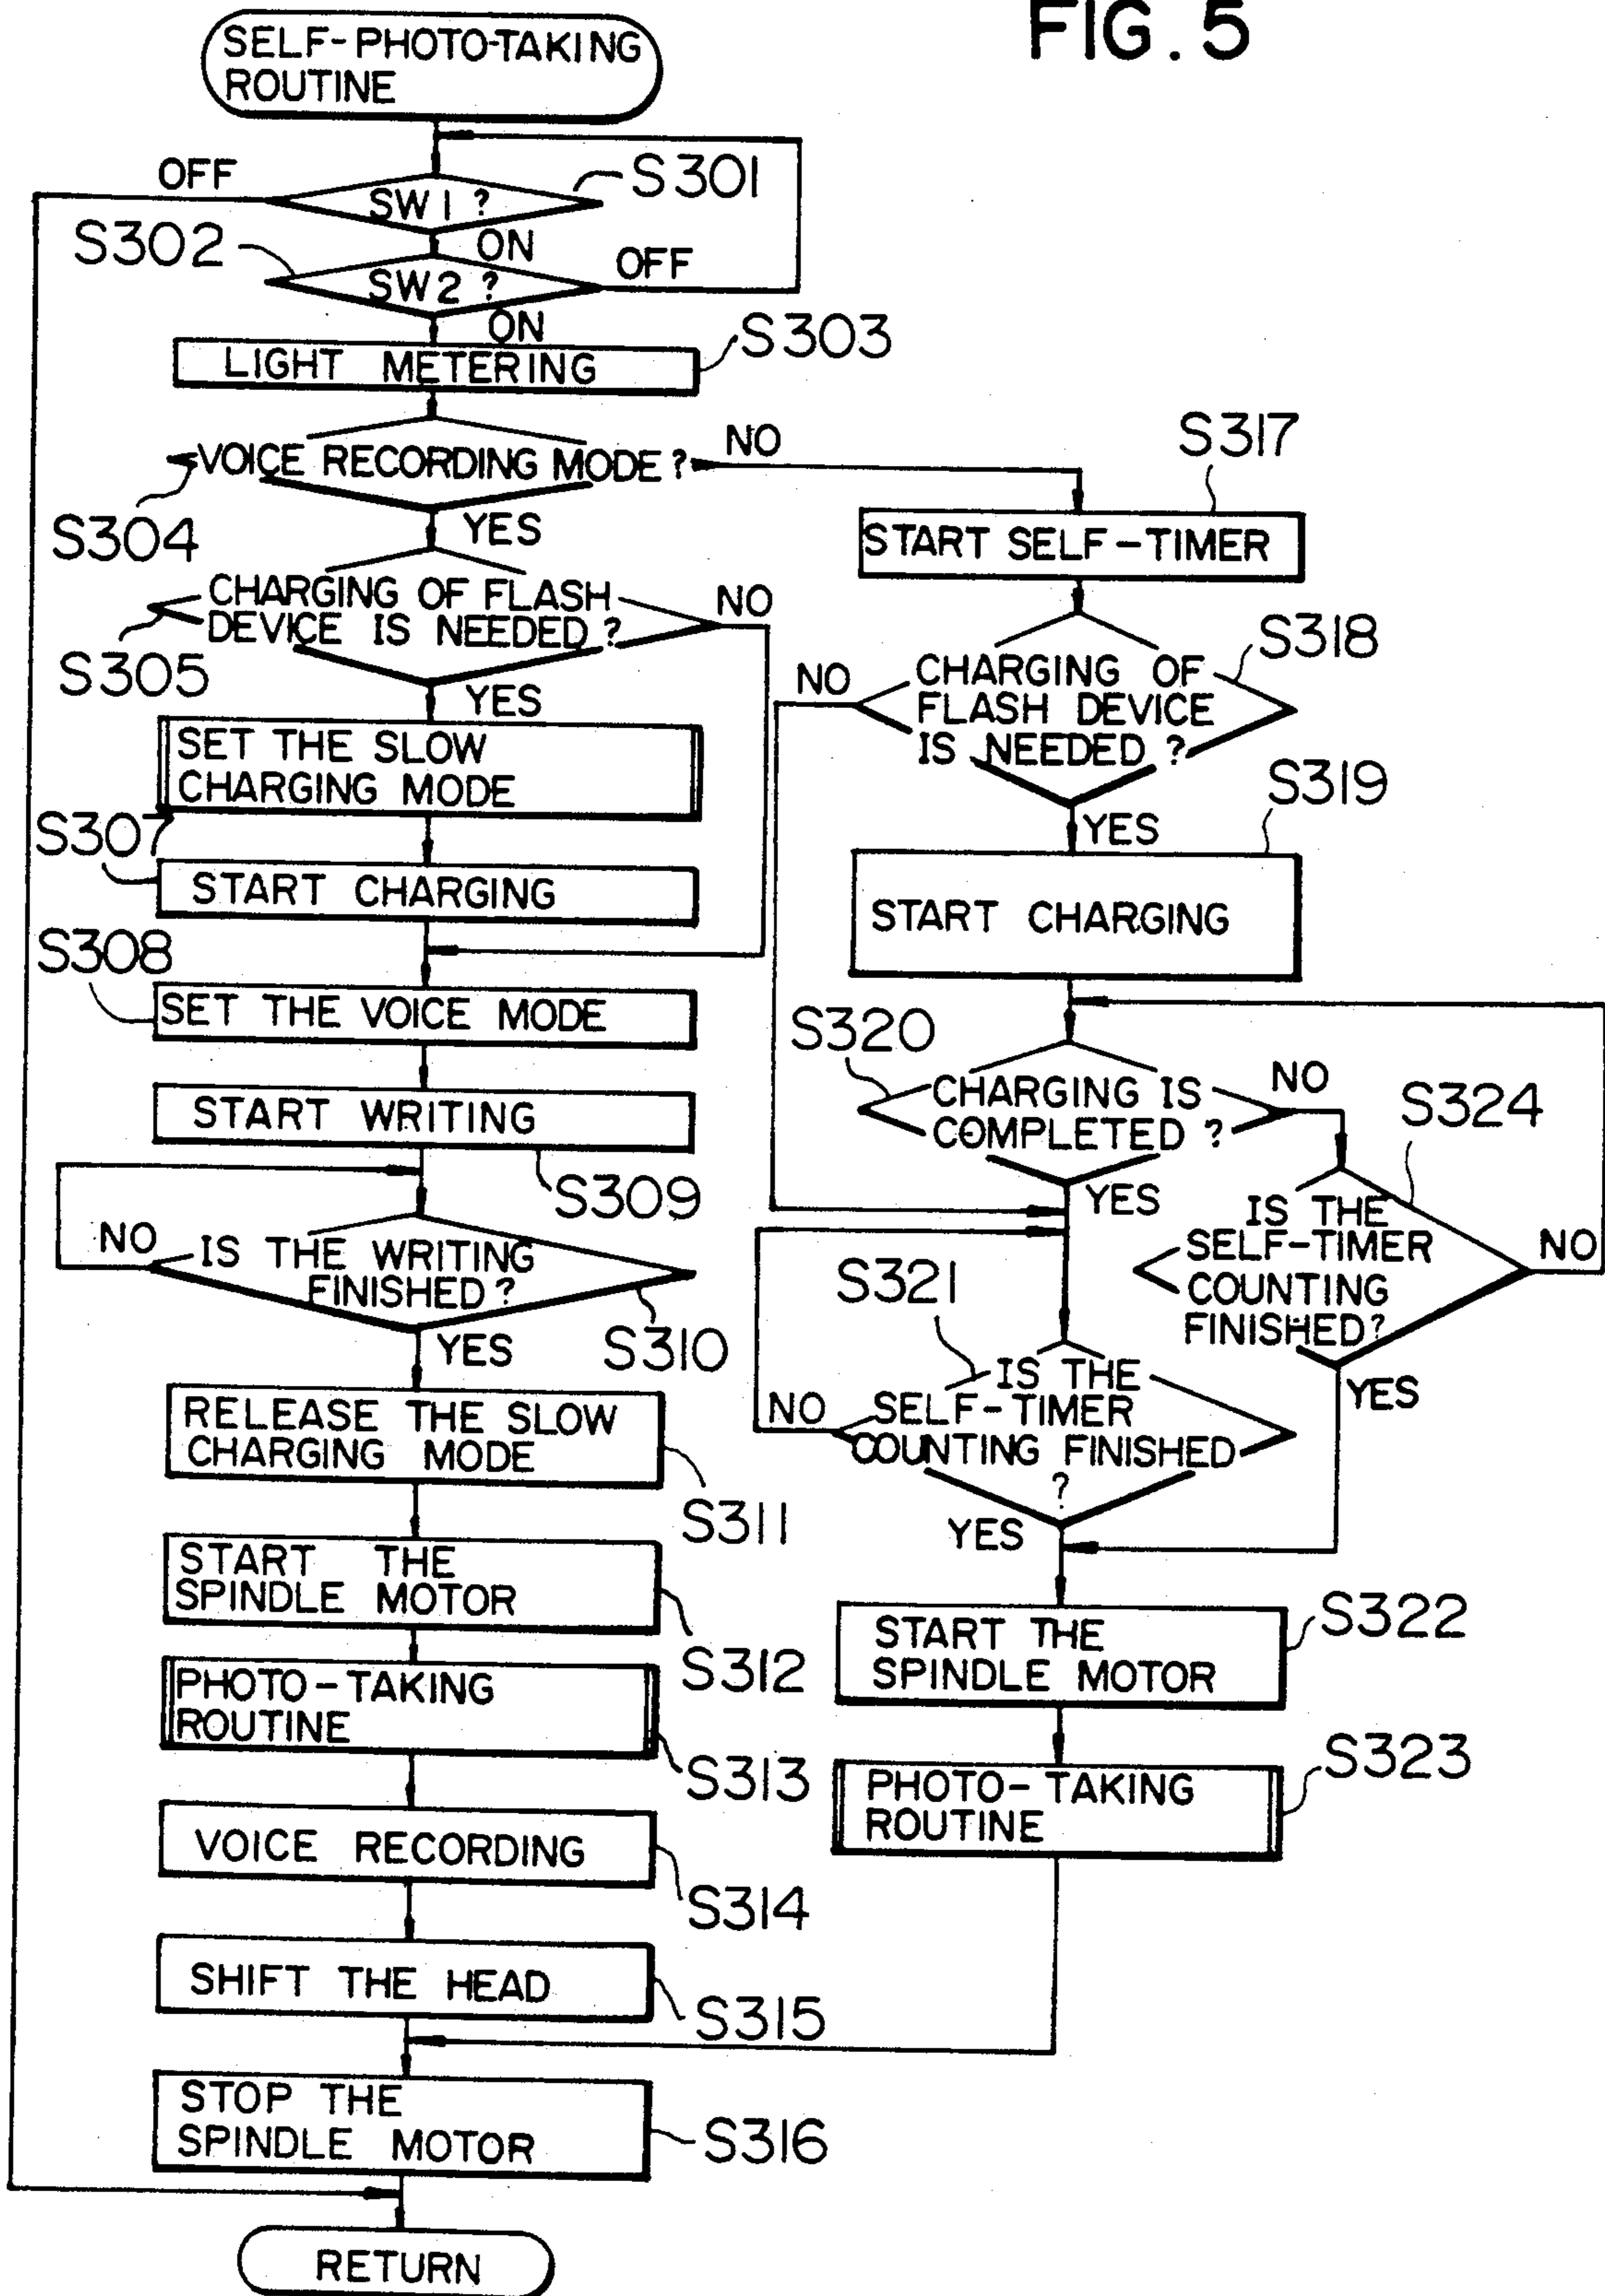 FIG. 5
SELF-PHOTO-TAKING
ROUTINE
OFF
SW1 ?
S301
S302
ON
SW2 ?
OFF
ON
LIGHT METERING
S303
VOICE RECORDING MODE ?
NO
S304
YES
CHARGING OF FLASH
DEVICE IS NEEDED ?
NO
S305
YES
SET THE SLOW
CHARGING MODE
S307
START CHARGING
S308
SET THE VOICE MODE
START WRITING
S309
NO
IS THE WRITING
FINISHED ?
S310
YES
RELEASE THE SLOW
CHARGING MODE
S311
START THE
SPINDLE MOTOR
S312
PHOTO-TAKING
ROUTINE
S313
VOICE RECORDING
S314
SHIFT THE HEAD
S315
STOP THE
SPINDLE MOTOR
S316
RETURN
S317
START SELF-TIMER
S318
NO
CHARGING OF
FLASH DEVICE
IS NEEDED ?
YES
S319
START CHARGING
S320
CHARGING IS
COMPLETED ?
NO
YES
S324
IS THE
SELF-TIMER
COUNTING
FINISHED?
NO
YES
S321
IS THE
SELF-TIMER
COUNTING FINISHED
?
NO
YES
START THE
SPINDLE MOTOR
S322
PHOTO-TAKING
ROUTINE
S323